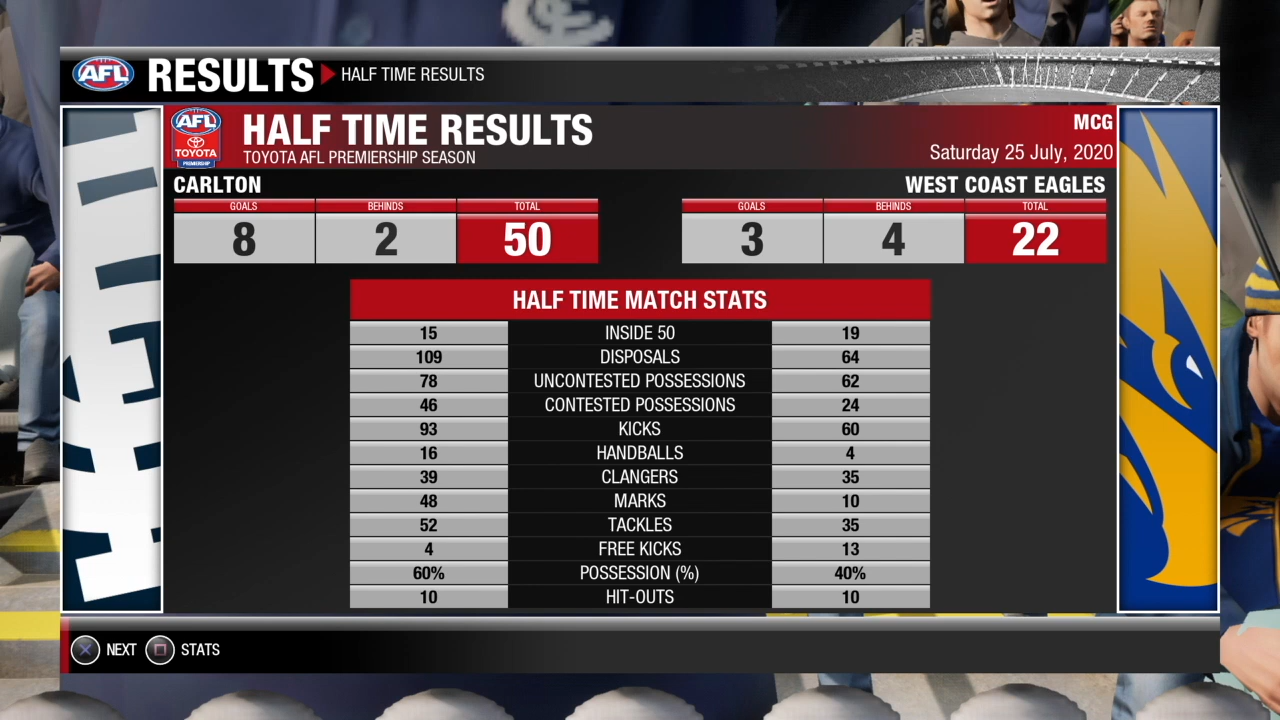 AFL RESULTS HALF TIME RESULTS
AFL
TOYOTA
PREMIERSHIP
HALF TIME RESULTS
TOYOTA AFL PREMIERSHIP SEASON
MCG
Saturday 25 July, 2020
CARLTON
WEST COAST EAGLES
GOALS BEHINDS TOTAL GOALS BEHINDS TOTAL
8 2 50 3 4 22
HALF TIME MATCH STATS
15 INSIDE 50 19
109 DISPOSALS 64
78 UNCONTESTED POSSESSIONS 62
46 CONTESTED POSSESSIONS 24
93 KICKS 60
16 HANDBALLS 4
39 CLANGERS 35
48 MARKS 10
52 TACKLES 35
4 FREE KICKS 13
60% POSSESSION (%) 40%
10 HIT-OUTS 10
NEXT STATS